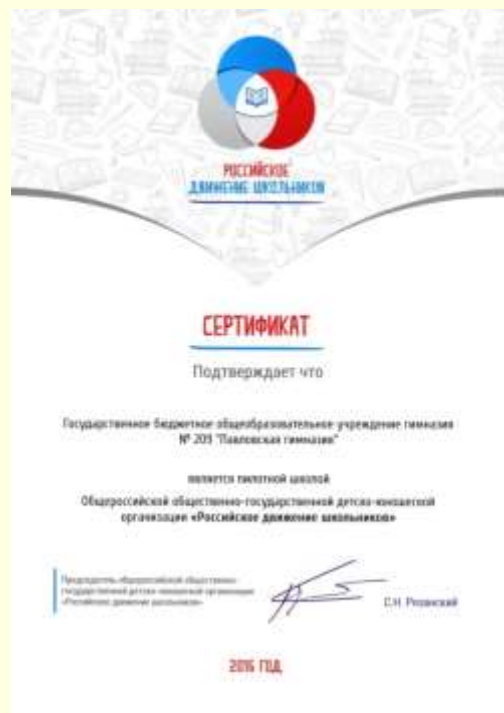 РОССИЙСКОЕ
ДВИЖЕНИЕ ШКОЛЬНИКОВ
СЕРТИФИКАТ
Подтверждает что
Государственное бюджетное общеобразовательное учреждение гимназия
№ 209 "Павловская гимназия"
является пилотной школой
Общероссийской общественно-государственной детско-юношеской
организации «Российское движение школьников»
Председатель общероссийской общественно-
государственной детско-юношеской организации
«Российское движение школьников»
С.Н. Рязанский
2016 ГОД